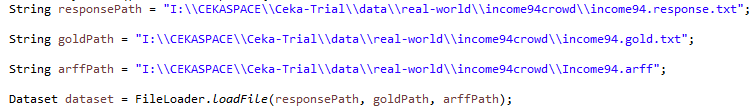 String responsePath = "I:\\CEKASPACE\\Ceka-Trial\\data\\real-world\\income94crowd\\income94.response.txt";
String goldPath = "I:\\CEKASPACE\\Ceka-Trial\\data\\real-world\\income94crowd\\income94.gold.txt";
String arffPath = "I:\\CEKASPACE\\Ceka-Trial\\data\\real-world\\income94crowd\\Income94.arff";
Dataset dataset = FileLoader.loadFile(responsePath, goldPath, arffPath);